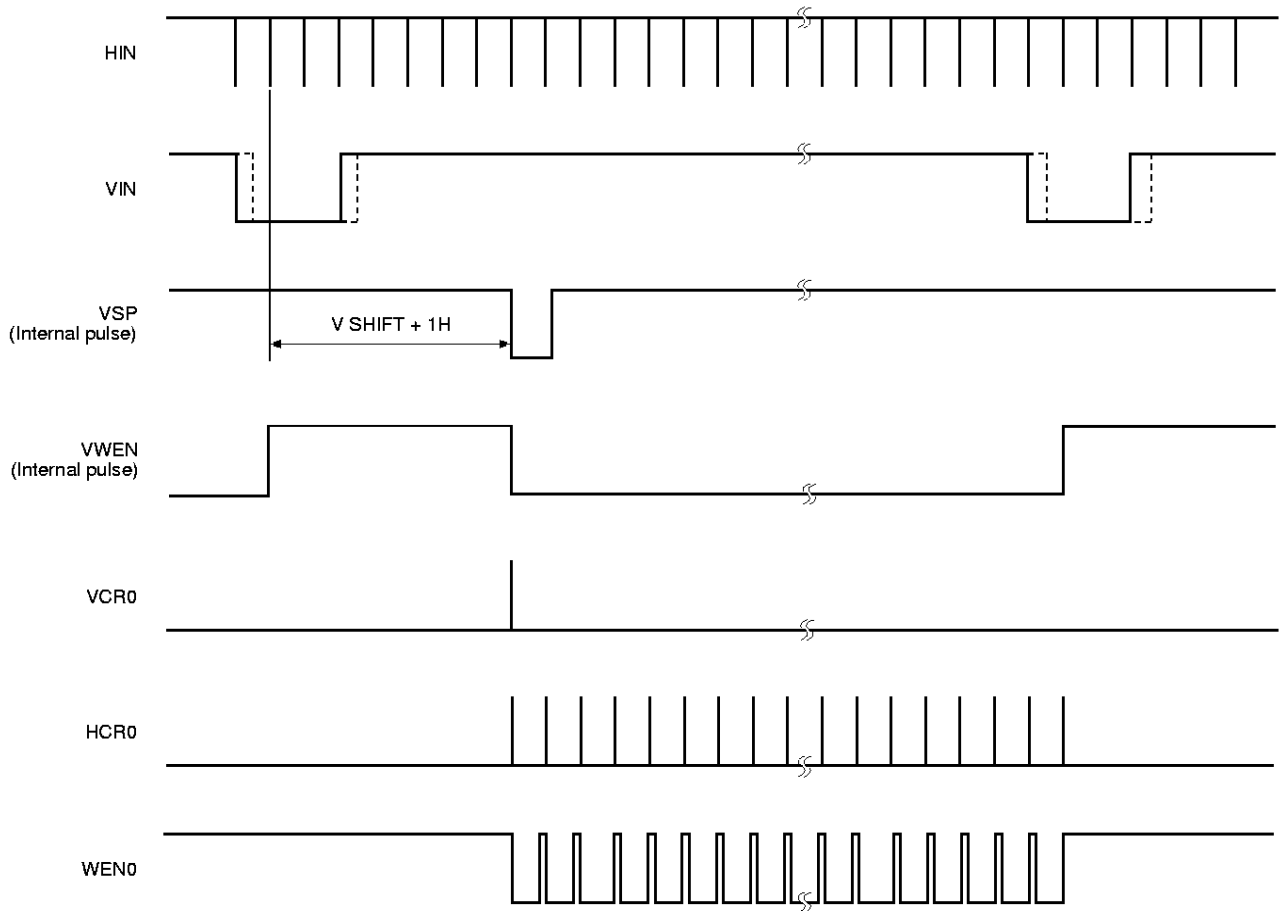 HIN
VIN
VSP
(Internal pulse)
V SHIFT + 1H
VWEN
(Internal pulse)
VCR0
HCR0
WEN0